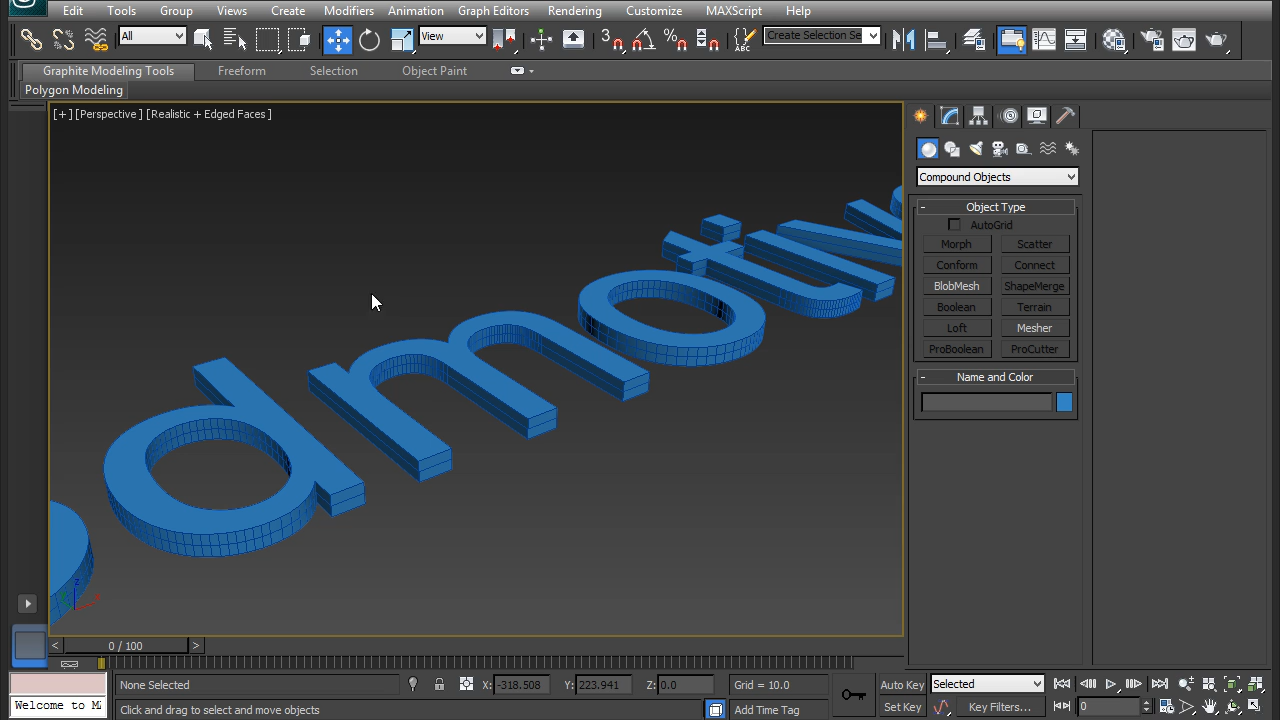 Edit Tools Group Views Create Modifiers Animation Graph Editors Rendering Customize MAXScript Help
All View 3 Create Selection Se
Graphite Modeling Tools Freeform Selection Object Paint
Polygon Modeling
[+] [Perspective ] [Realistic + Edged Faces ]
Compound Objects
- Object Type
AutoGrid
Morph Scatter
Conform Connect
BlobMesh ShapeMerge
Boolean Terrain
Loft Mesher
ProBoolean ProCutter
- Name and Color
dmotiv
z
x
< 0 / 100 >
None Selected X: -318.508 Y: 223.941 Z: 0.0 Grid = 10.0 Auto Key Selected
Welcome to M Click and drag to select and move objects Add Time Tag Set Key Key Filters... 0